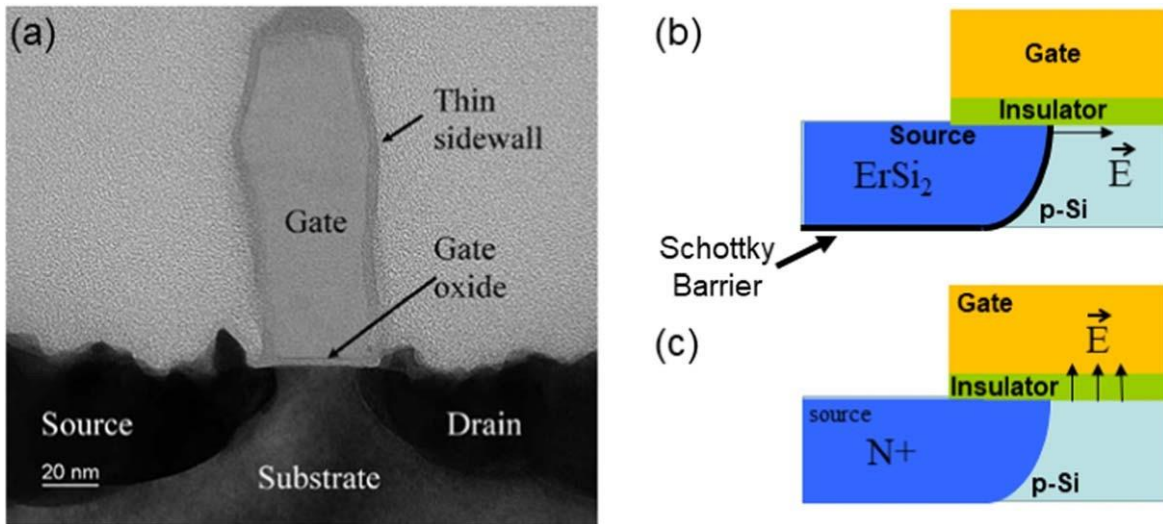 (a)
Thin
sidewall
Gate
Gate
oxide
Source
Drain
20 nm
Substrate
(b)
Gate
Insulator
Source
ErSi₂
E
p-Si
Schottky
Barrier
(c)
Gate
E
Insulator
source
N+
p-Si